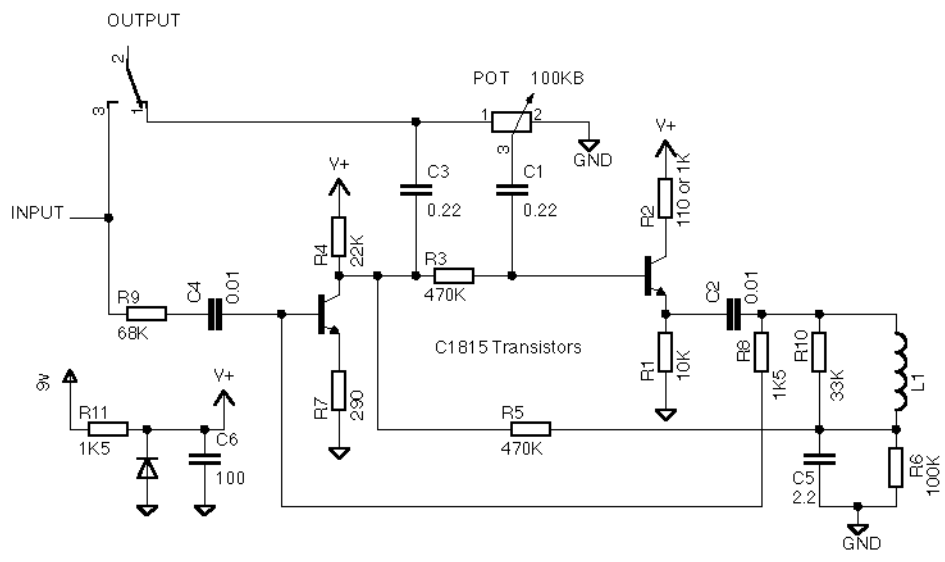 OUTPUT
2
3
1
POT 100KB
1
2
3
GND
V+
V+
C3
0.22
C1
0.22
R2
110 or 1K
INPUT
R4
22K
R3
470K
R9
68K
C4
0.01
C2
0.01
C1815 Transistors
R1
10K
R8
1K5
R10
33K
L1
9v
V+
R7
290
R11
1K5
C6
100
R5
470K
C5
2.2
R6
100K
GND